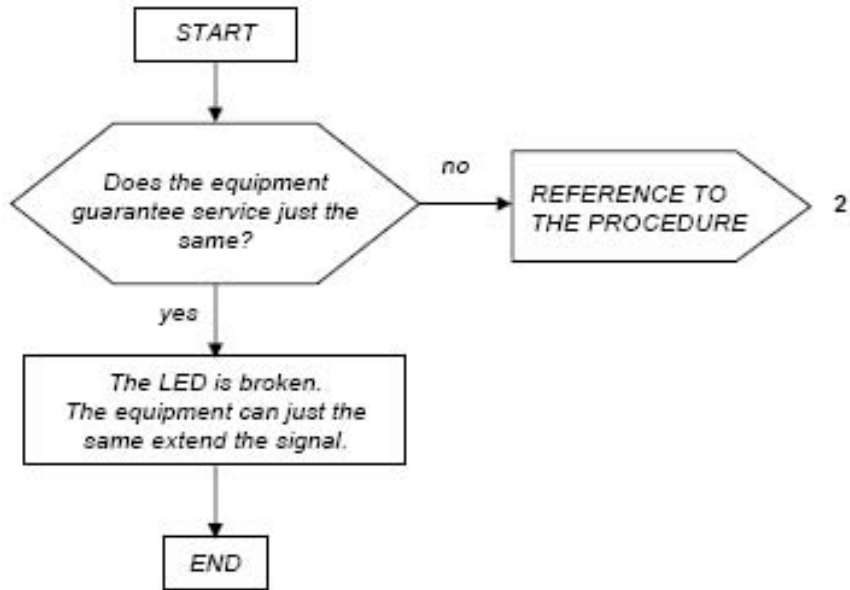 START
Does the equipment
guarantee service just the
same?
no
REFERENCE TO
THE PROCEDURE
2
yes
The LED is broken.
The equipment can just the
same extend the signal.
END